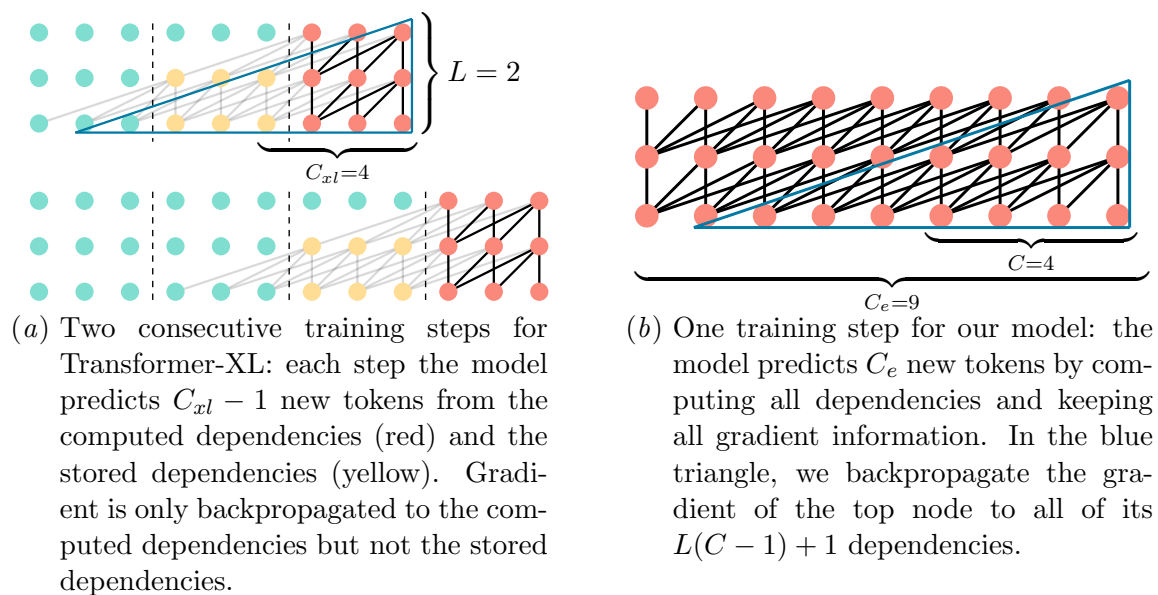 L = 2
C_{xl}=4
(a) Two consecutive training steps for
Transformer-XL: each step the model
predicts C_{xl} − 1 new tokens from the
computed dependencies (red) and the
stored dependencies (yellow). Gradi-
ent is only backpropagated to the com-
puted dependencies but not the stored
dependencies.
C=4
C_e=9
(b) One training step for our model: the
model predicts C_e new tokens by com-
puting all dependencies and keeping
all gradient information. In the blue
triangle, we backpropagate the gra-
dient of the top node to all of its
L(C − 1) + 1 dependencies.